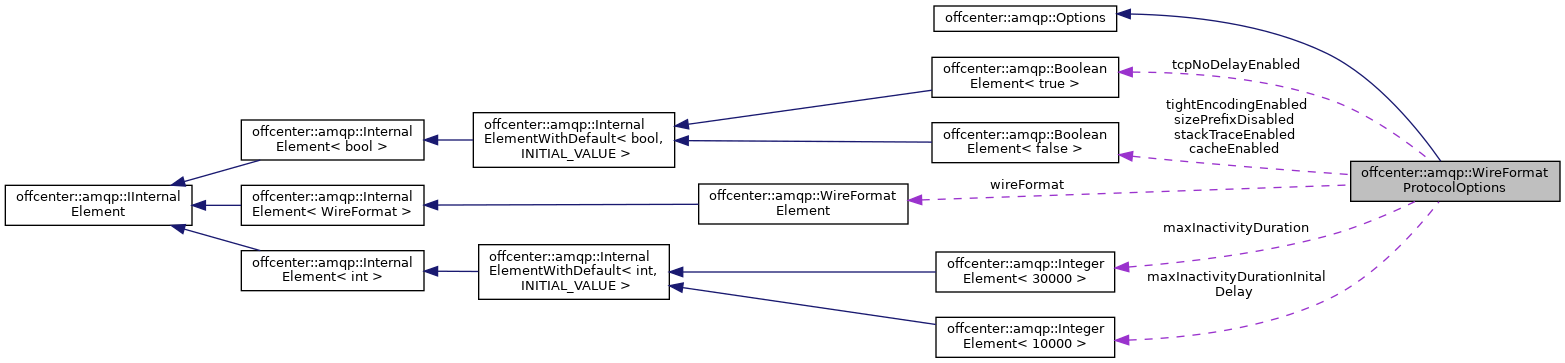 offcenter::amqp::Options
offcenter::amqp::Boolean
Element< true >
tcpNoDelayEnabled
offcenter::amqp::Internal
ElementWithDefault< bool,
INITIAL_VALUE >
offcenter::amqp::Internal
Element< bool >
offcenter::amqp::Boolean
Element< false >
tightEncodingEnabled
sizePrefixDisabled
stackTraceEnabled
cacheEnabled
offcenter::amqp::WireFormat
ProtocolOptions
offcenter::amqp::IInternal
Element
offcenter::amqp::Internal
Element< WireFormat >
offcenter::amqp::WireFormat
Element
wireFormat
maxInactivityDuration
offcenter::amqp::Internal
Element< int >
offcenter::amqp::Internal
ElementWithDefault< int,
INITIAL_VALUE >
offcenter::amqp::Integer
Element< 30000 >
maxInactivityDurationInital
Delay
offcenter::amqp::Integer
Element< 10000 >